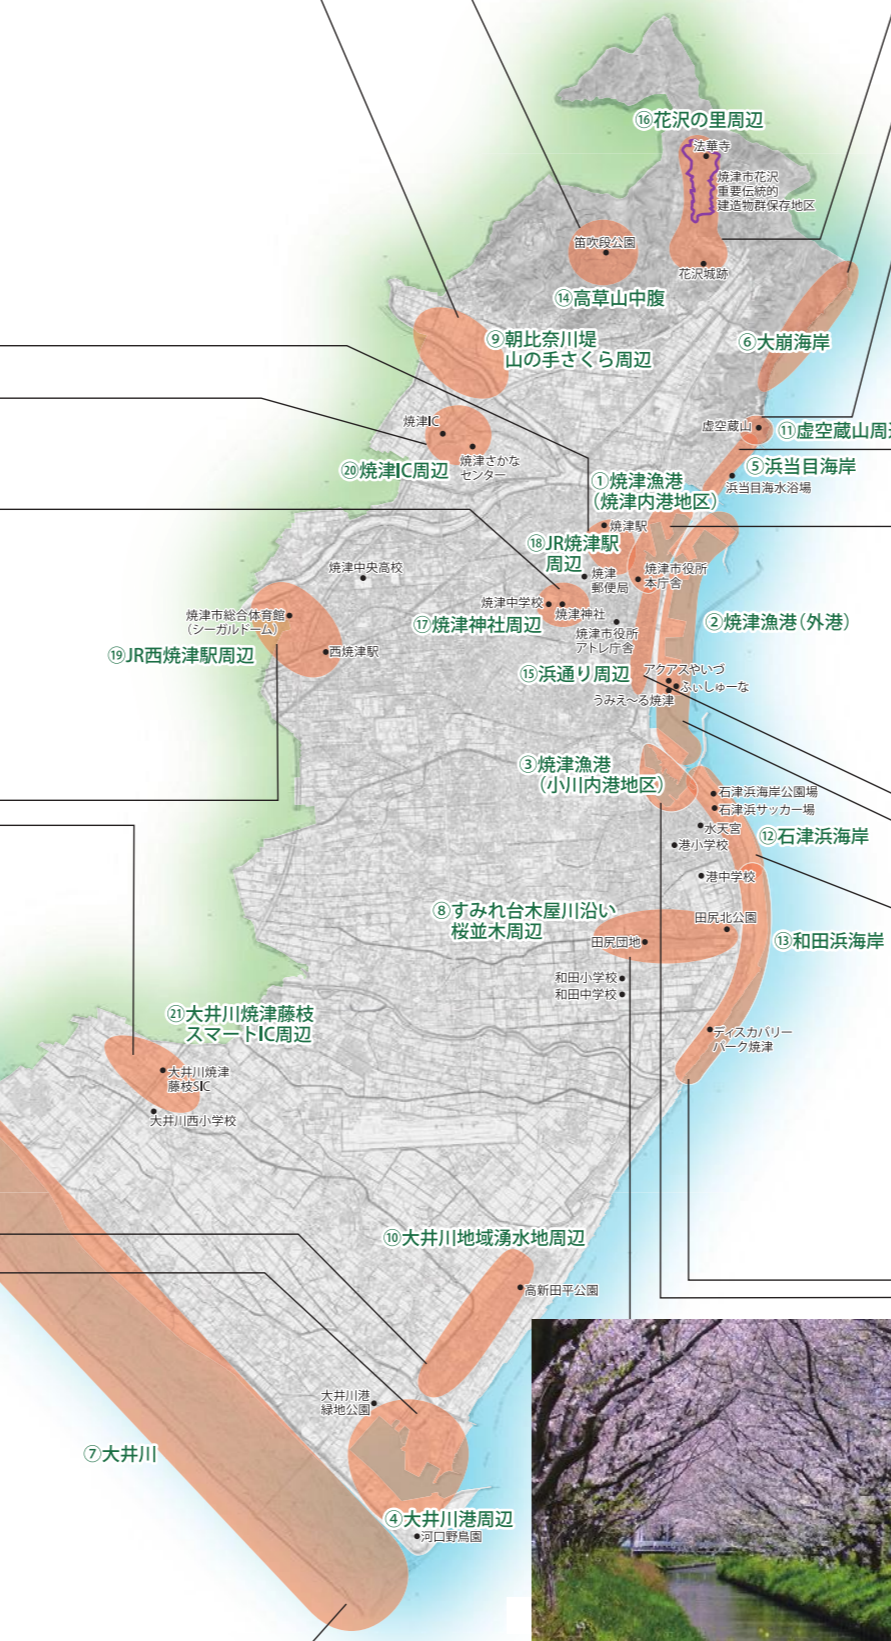 ⑯花沢の里周辺
法華寺
焼津市花沢
重要伝統的
建造物群保存地区
笛吹段公園
花沢城跡
⑭高草山中腹
⑨朝比奈川堤
山の手さくら周辺
⑥大崩海岸
焼津IC
虚空蔵山
⑪虚空蔵山周
焼津さかな
センター
⑳焼津IC周辺
⑤浜当目海岸
浜当目海水浴場
①焼津漁港
(焼津内港地区)
焼津駅
⑱JR焼津駅
周辺
焼津
郵便局
焼津市役所
本庁舎
焼津中央高校
焼津中学校
焼津神社
焼津市総合体育館
(シーガルドーム)
⑰焼津神社周辺
②焼津漁港(外港)
焼津市役所
アトレ庁舎
西焼津駅
⑲JR西焼津駅周辺
⑮浜通り周辺
アクアスやいづ
ふぃしゅーな
うみえ~る焼津
③焼津漁港
(小川内港地区)
石津浜海岸公園場
石津浜サッカー場
水天宮
⑫石津浜海岸
港小学校
港中学校
⑧すみれ台木屋川沿い
桜並木周辺
田尻北公園
田尻団地
⑬和田浜海岸
和田小学校
和田中学校
㉑大井川焼津藤枝
スマートIC周辺
ディスカバリー
パーク焼津
大井川焼津
藤枝SIC
大井川西小学校
⑩大井川地域湧水地周辺
高新田平公園
大井川港
緑地公園
⑦大井川
④大井川港周辺
河口野鳥園